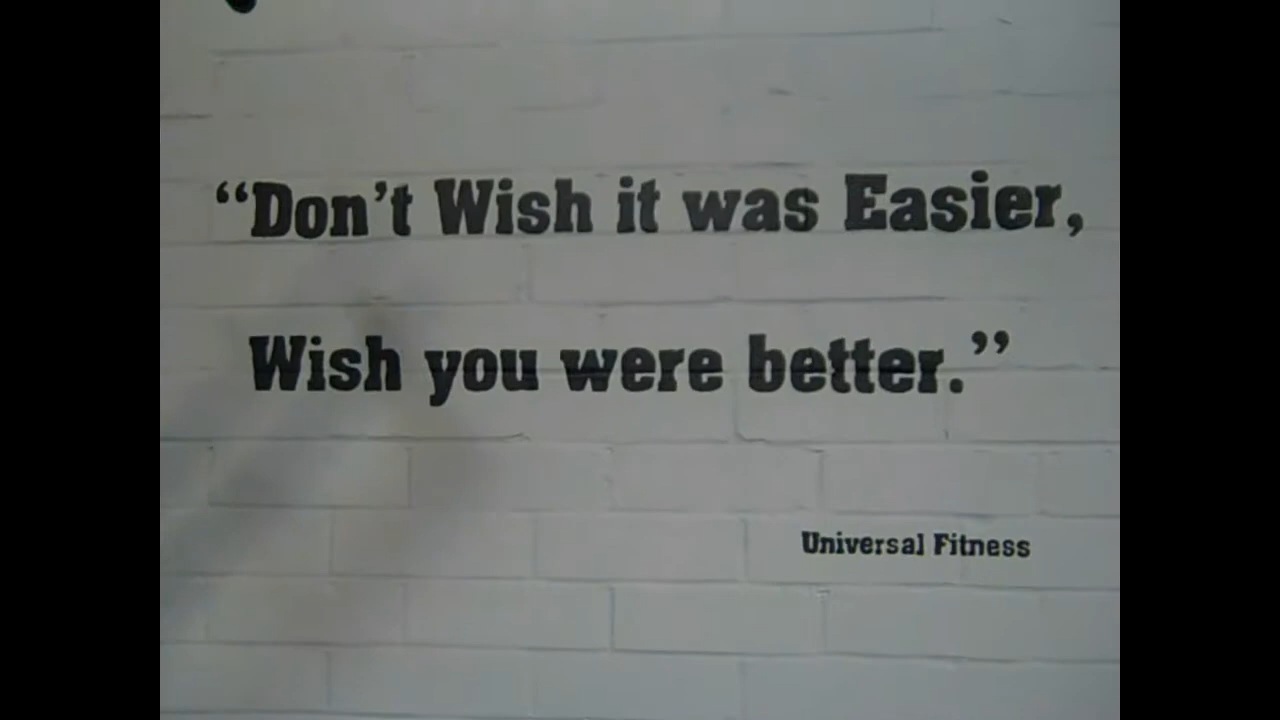 “Don’t Wish it was Easier,
Wish you were better.”
Universal Fitness